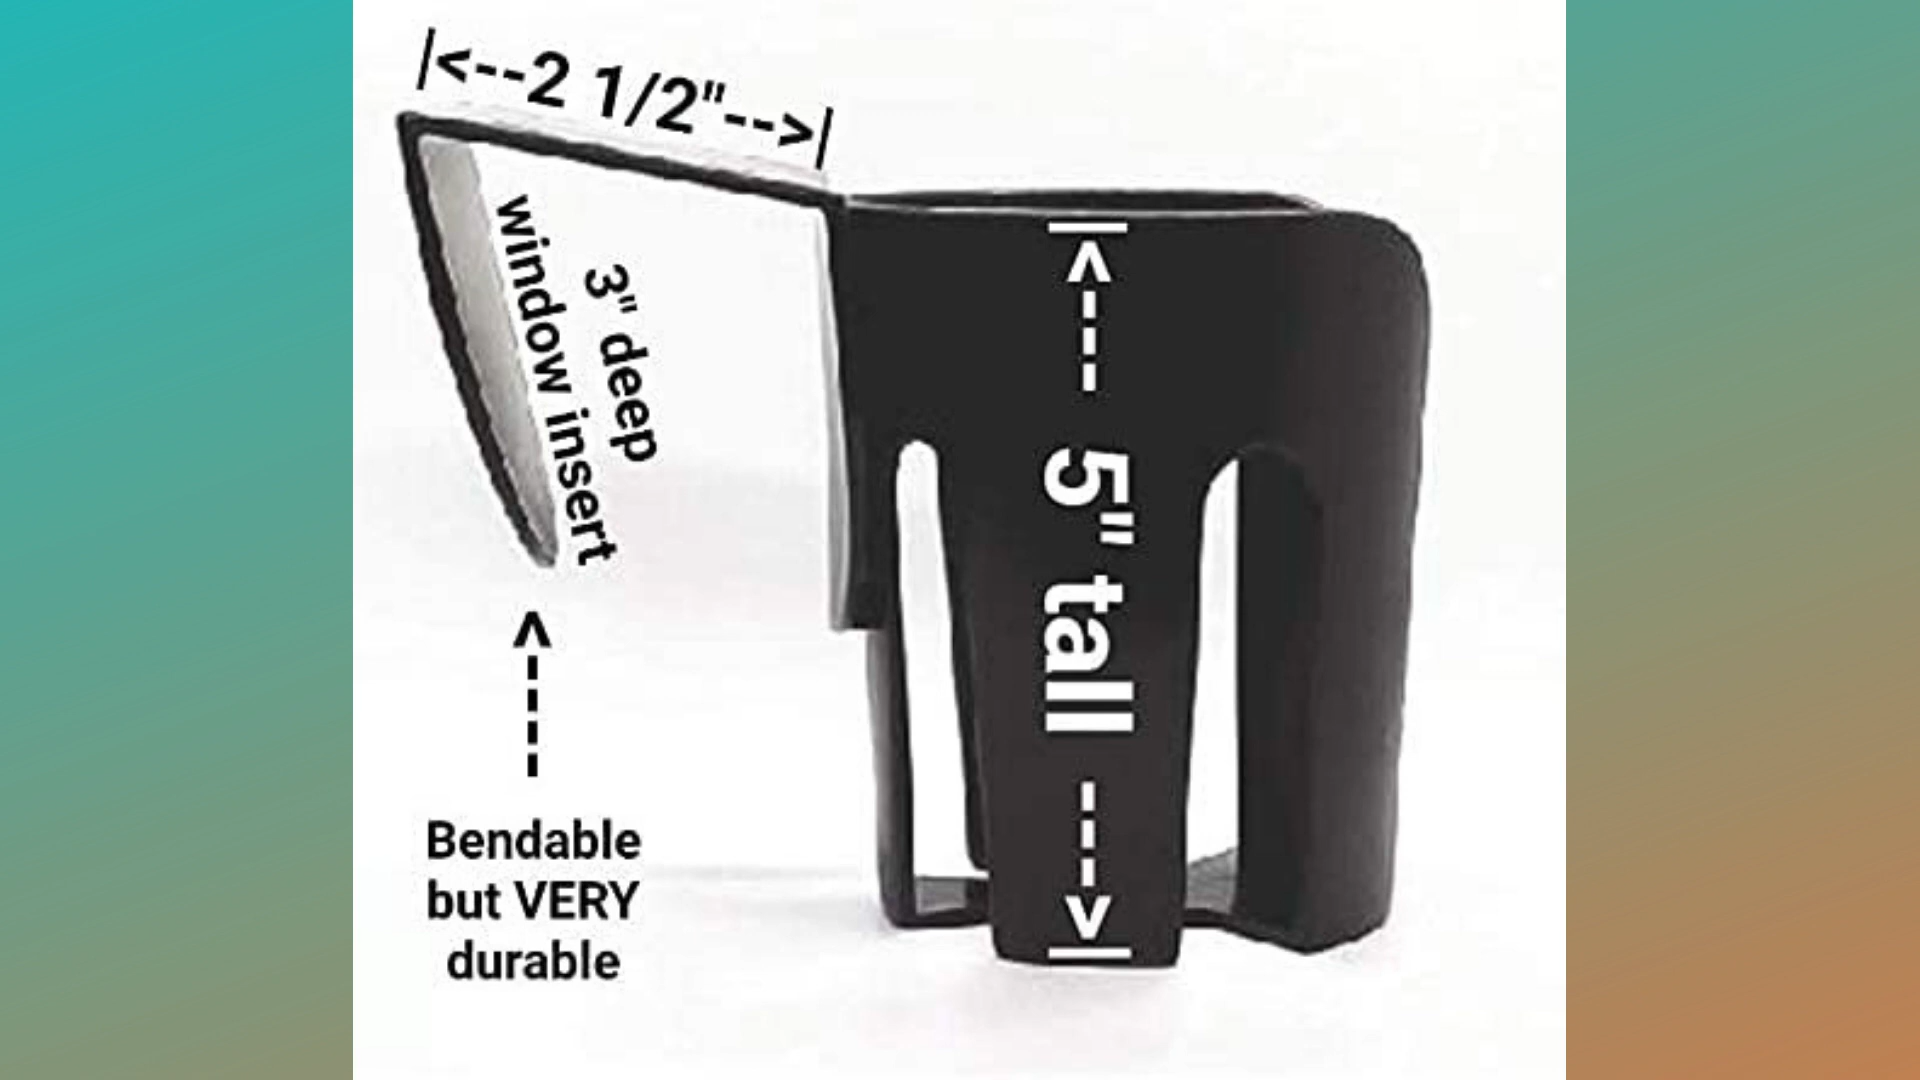 |<--2 1/2"-->|
3" deep
window insert
|<--- 5" tall --->|
<----
Bendable
but VERY
durable